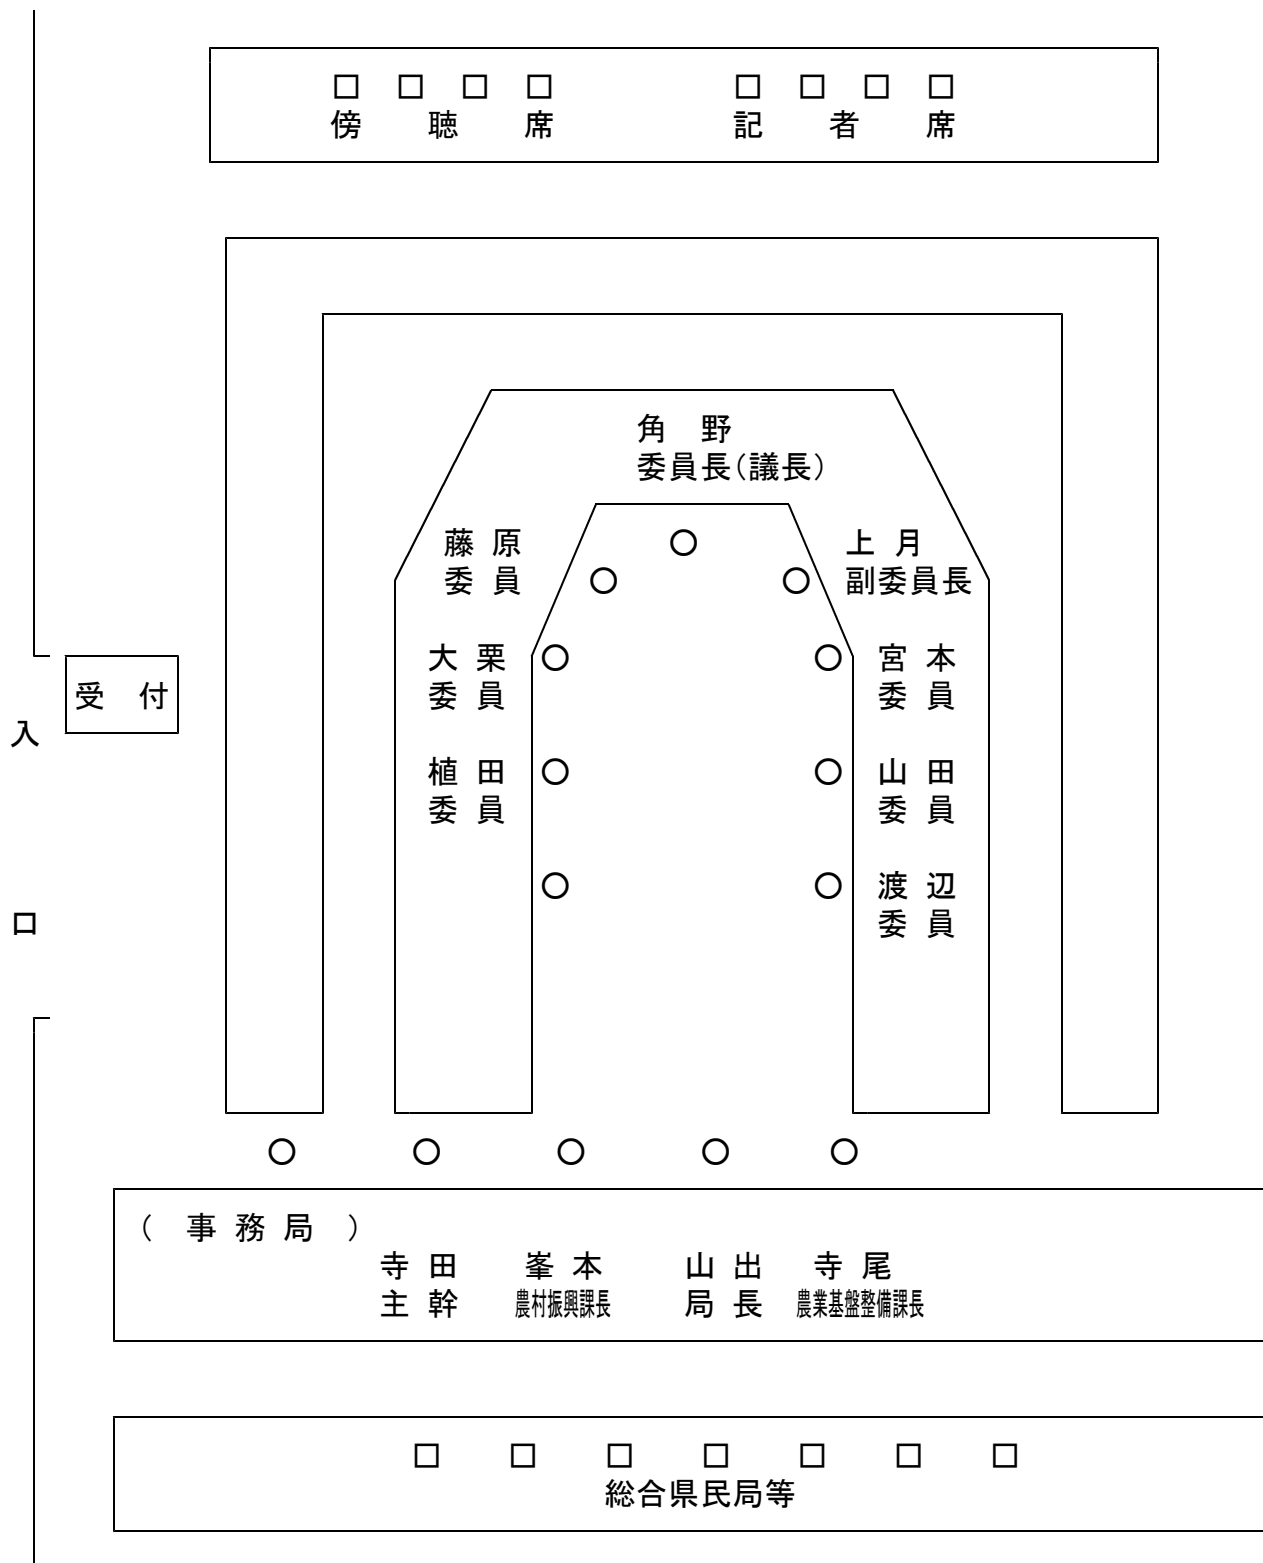 □ □ □ □ □ □ □ □
傍 聴 席 記 者 席
角 野
委員長(議長)
藤 原 ○ 上 月
委 員 ○ ○ 副委員長
大 栗 ○ ○ 宮 本
受 付 委 員 委 員
入
植 田 ○ ○ 山 田
委 員 委 員
○ ○ 渡 辺
口 委 員
○ ○ ○ ○ ○
( 事 務 局 )
寺 田 峯 本 山 出 寺 尾
主 幹 農村振興課長 局 長 農業基盤整備課長
□ □ □ □ □ □ □
総合県民局等